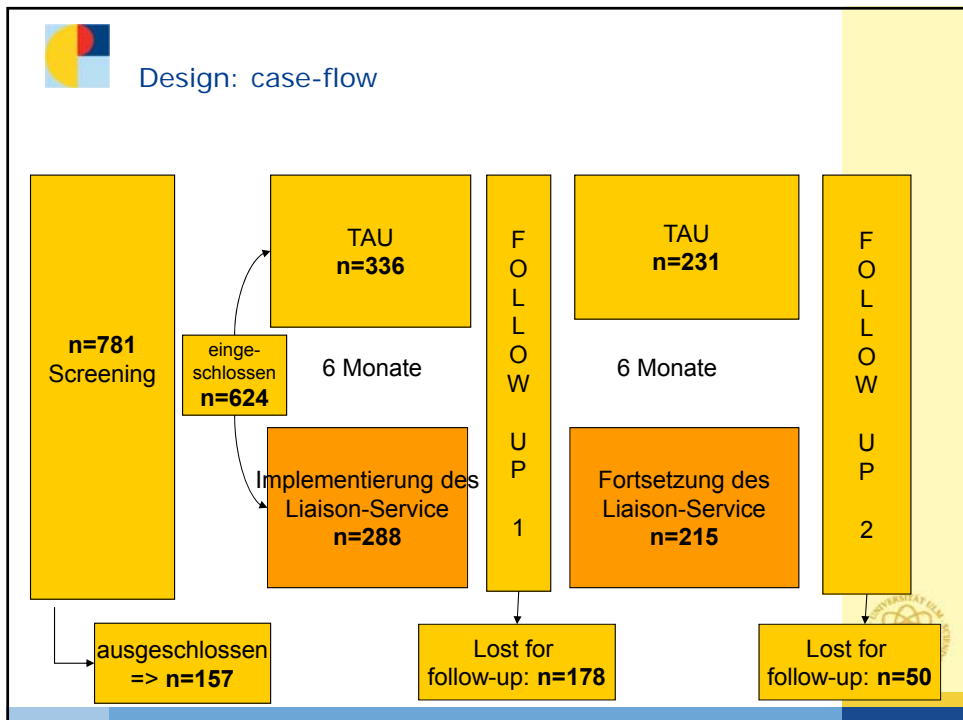 Design: case-flow
n=781
Screening
einge-
schlossen
n=624
ausgeschlossen
=> n=157
TAU
n=336
6 Monate
Implementierung des
Liaison-Service
n=288
F
O
L
L
O
W
U
P
1
Lost for
follow-up: n=178
TAU
n=231
6 Monate
Fortsetzung des
Liaison-Service
n=215
F
O
L
L
O
W
U
P
2
Lost for
follow-up: n=50